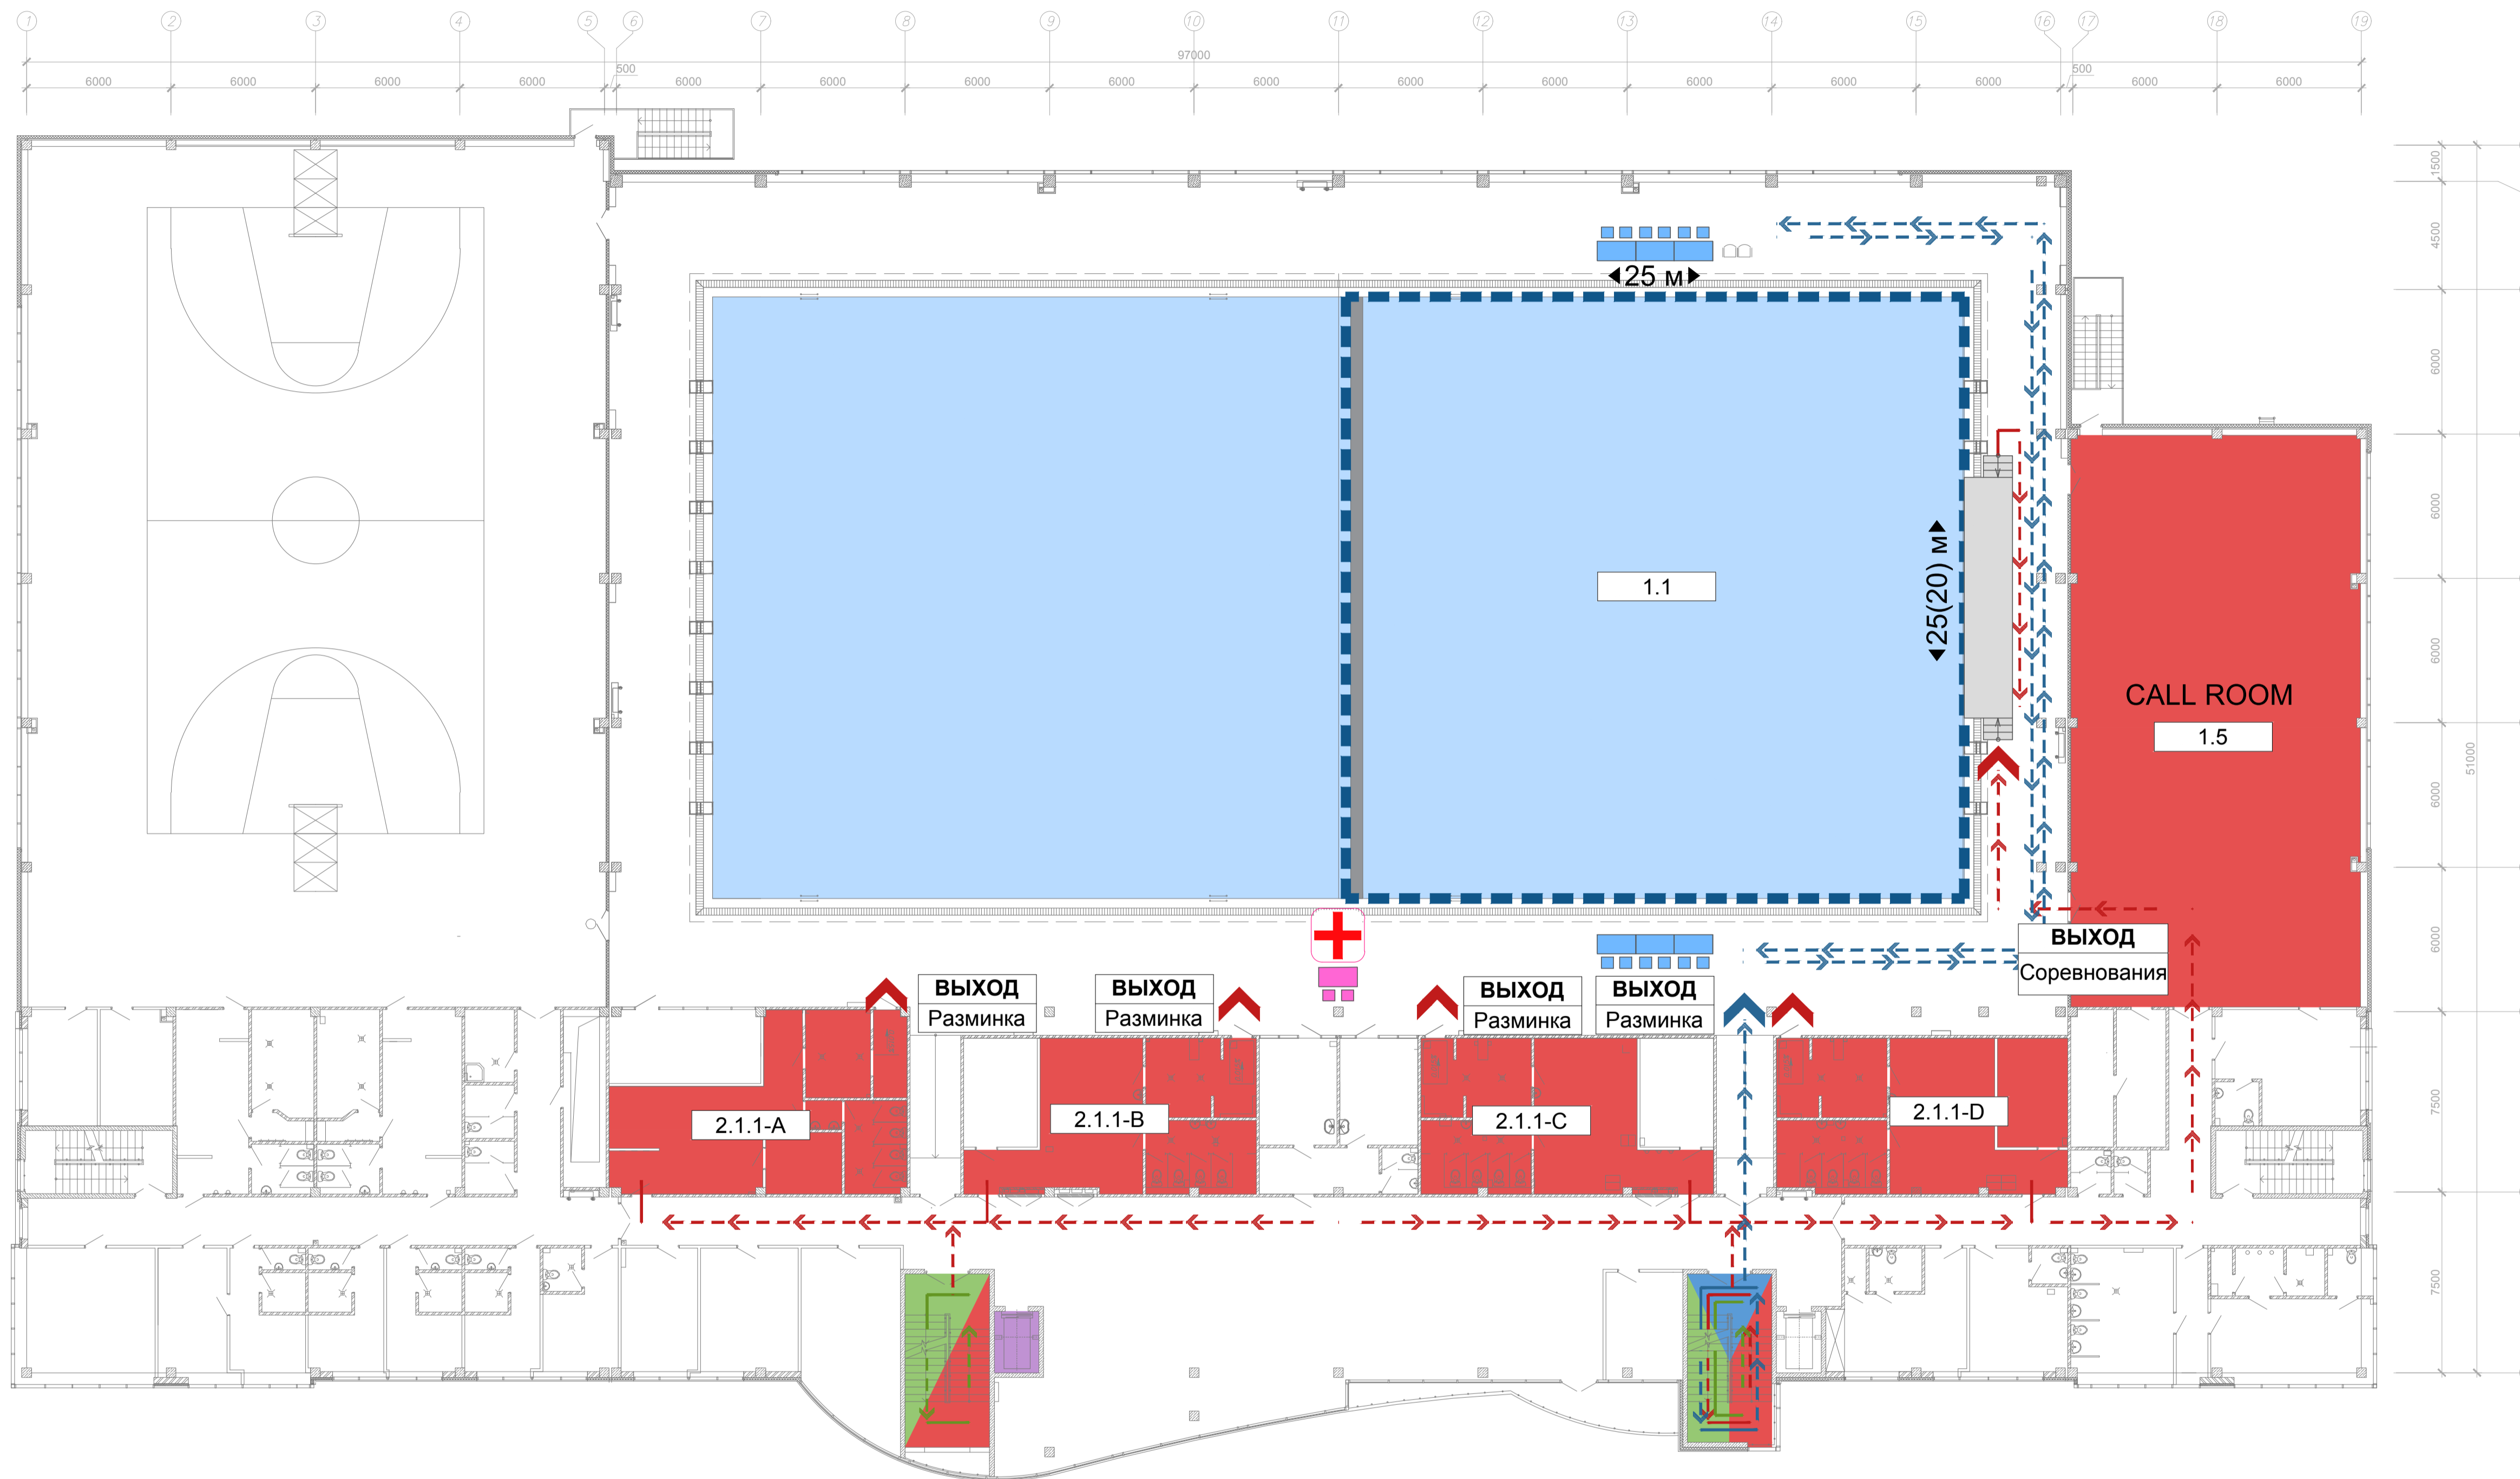 1 2 3 4 5 6 7 8 9 10 11 12 13 14 15 16 17 18 19
97000
500 500
6000 6000 6000 6000 6000 6000 6000 6000 6000 6000 6000 6000 6000 6000 6000 6000
1500
4500
6000
6000
6000
6000
6000
7500
7500
51000
25 м
25(20) м
1.1
CALL ROOM
1.5
ВЫХОД
Соревнования
ВЫХОД
Разминка
ВЫХОД
Разминка
ВЫХОД
Разминка
ВЫХОД
Разминка
2.1.1-A
2.1.1-B
2.1.1-C
2.1.1-D